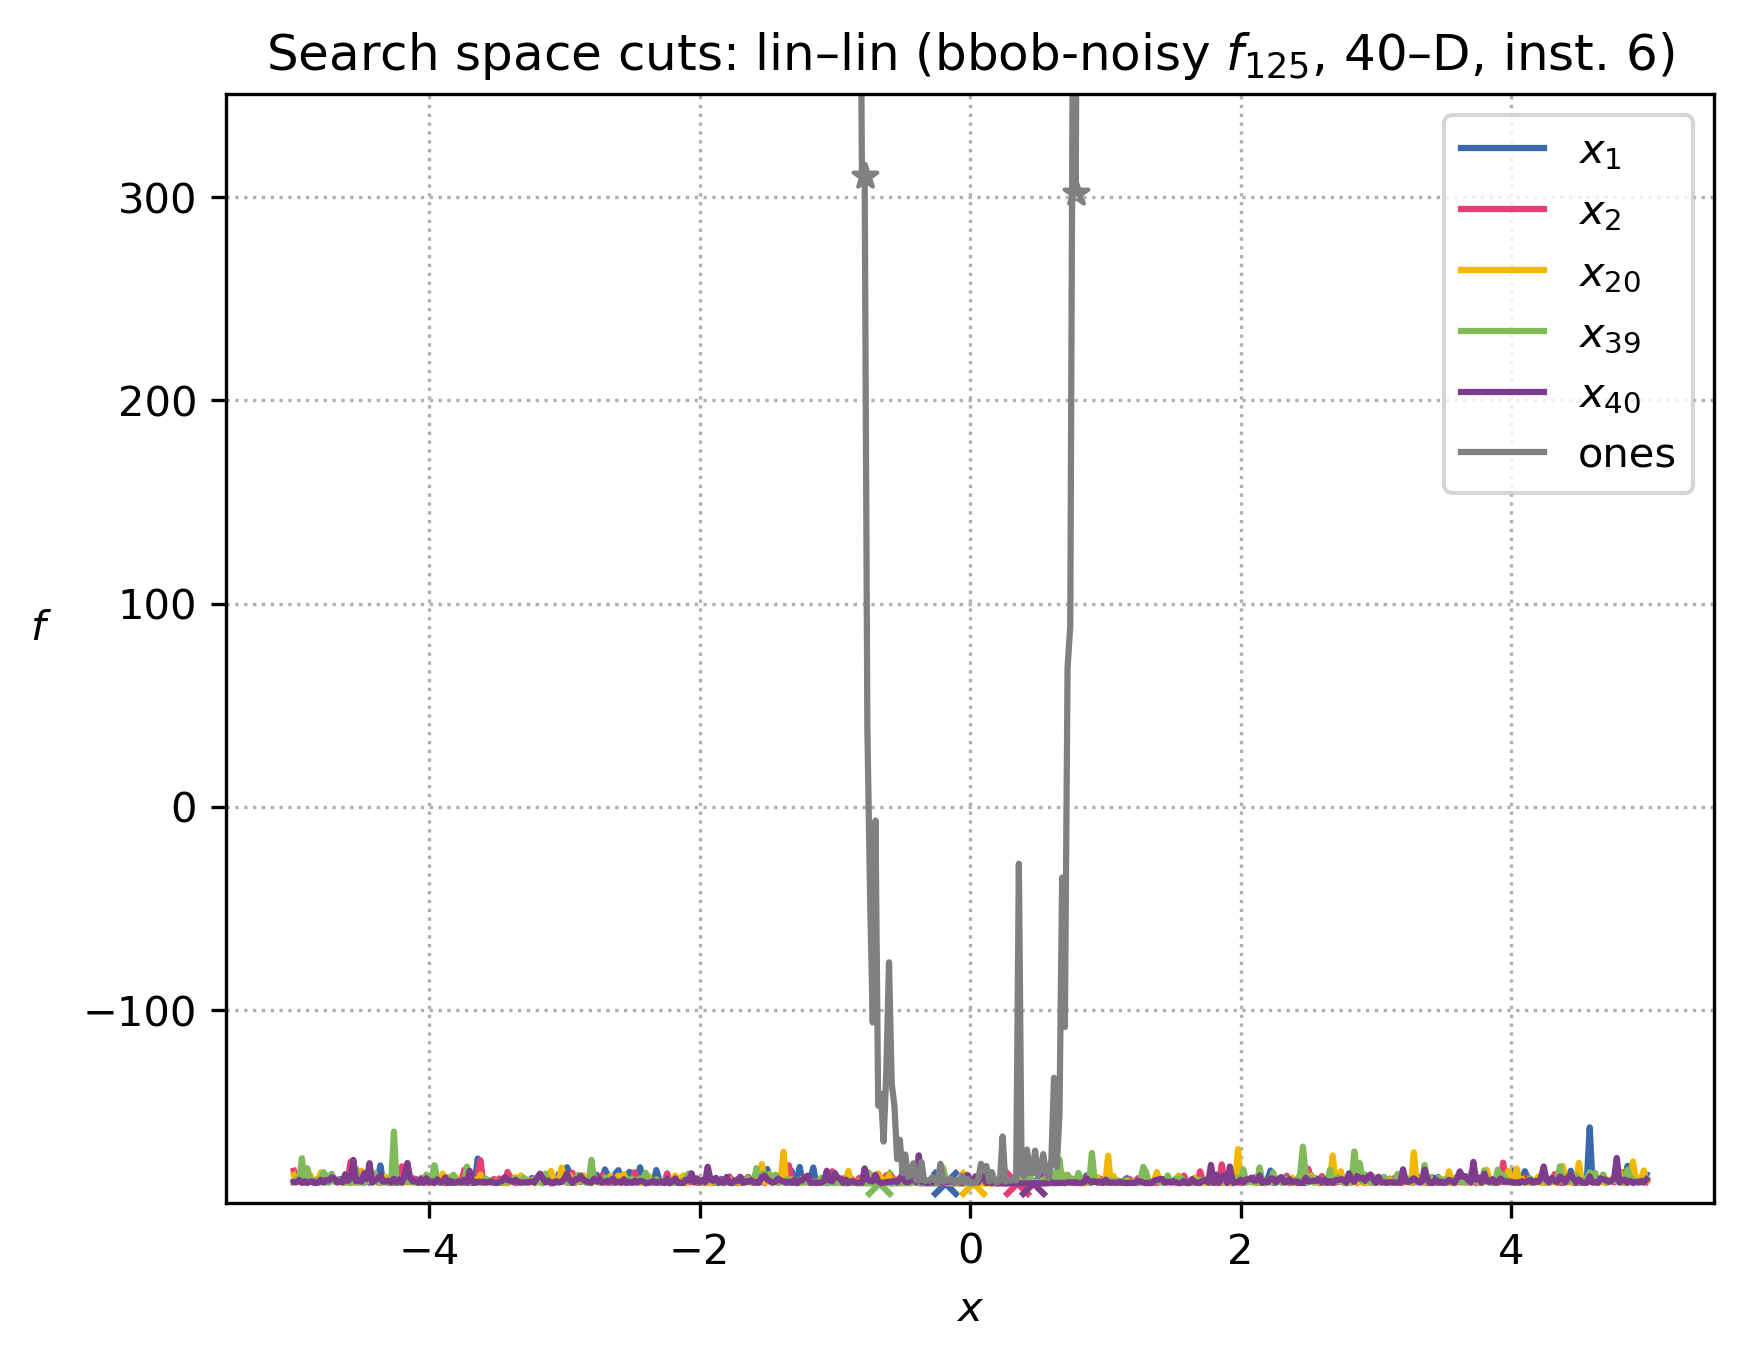 Search space cuts: lin–lin (bbob-noisy f₁₂₅, 40–D, inst. 6)
x₁
x₂
x₂₀
x₃₉
x₄₀
ones
300
200
100
0
−100
f
−4
−2
0
2
4
x